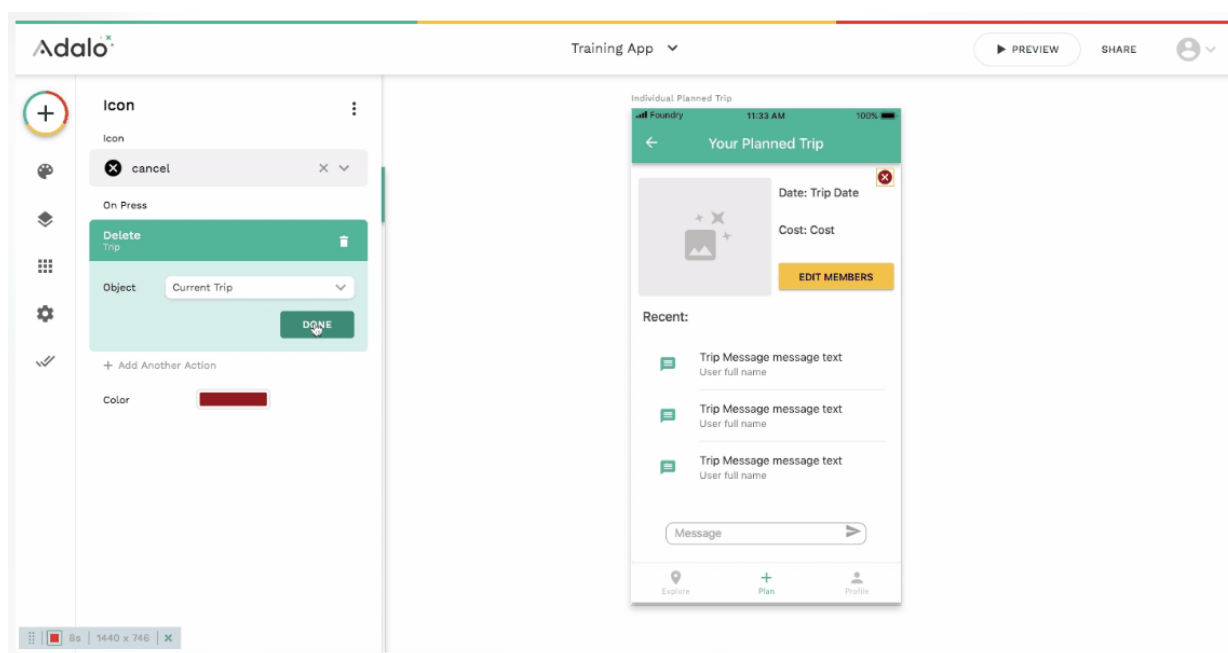 Adalo
Training App
PREVIEW
SHARE
Icon
Icon
cancel
On Press
Delete
Trip
Object
Current Trip
DONE
+ Add Another Action
Color
Individual Planned Trip
Foundry
11:33 AM
100%
Your Planned Trip
Date: Trip Date
Cost: Cost
EDIT MEMBERS
Recent:
Trip Message message text
User full name
Trip Message message text
User full name
Trip Message message text
User full name
Message
Explore
Plan
Profile
8s
1440 x 746